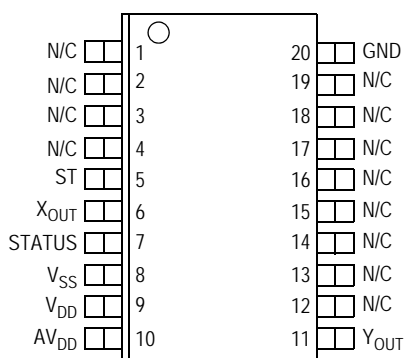 N/C 1 20 GND
N/C 2 19 N/C
N/C 3 18 N/C
N/C 4 17 N/C
ST 5 16 N/C
XOUT 6 15 N/C
STATUS 7 14 N/C
VSS 8 13 N/C
VDD 9 12 N/C
AVDD 10 11 YOUT